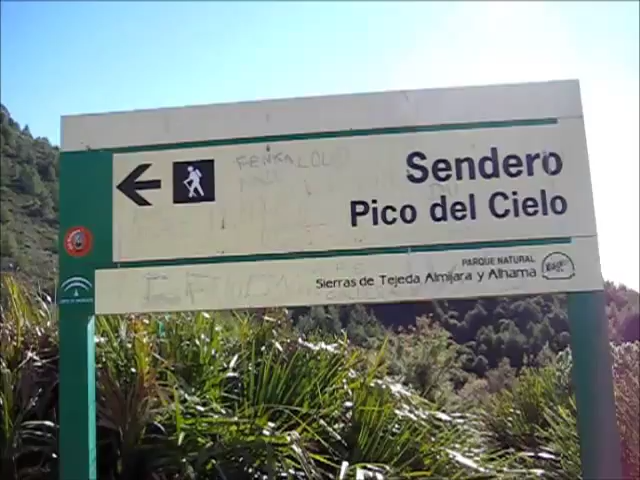 Sendero
Pico del Cielo
PARQUE NATURAL
Sierras de Tejeda Almijara y Alhama